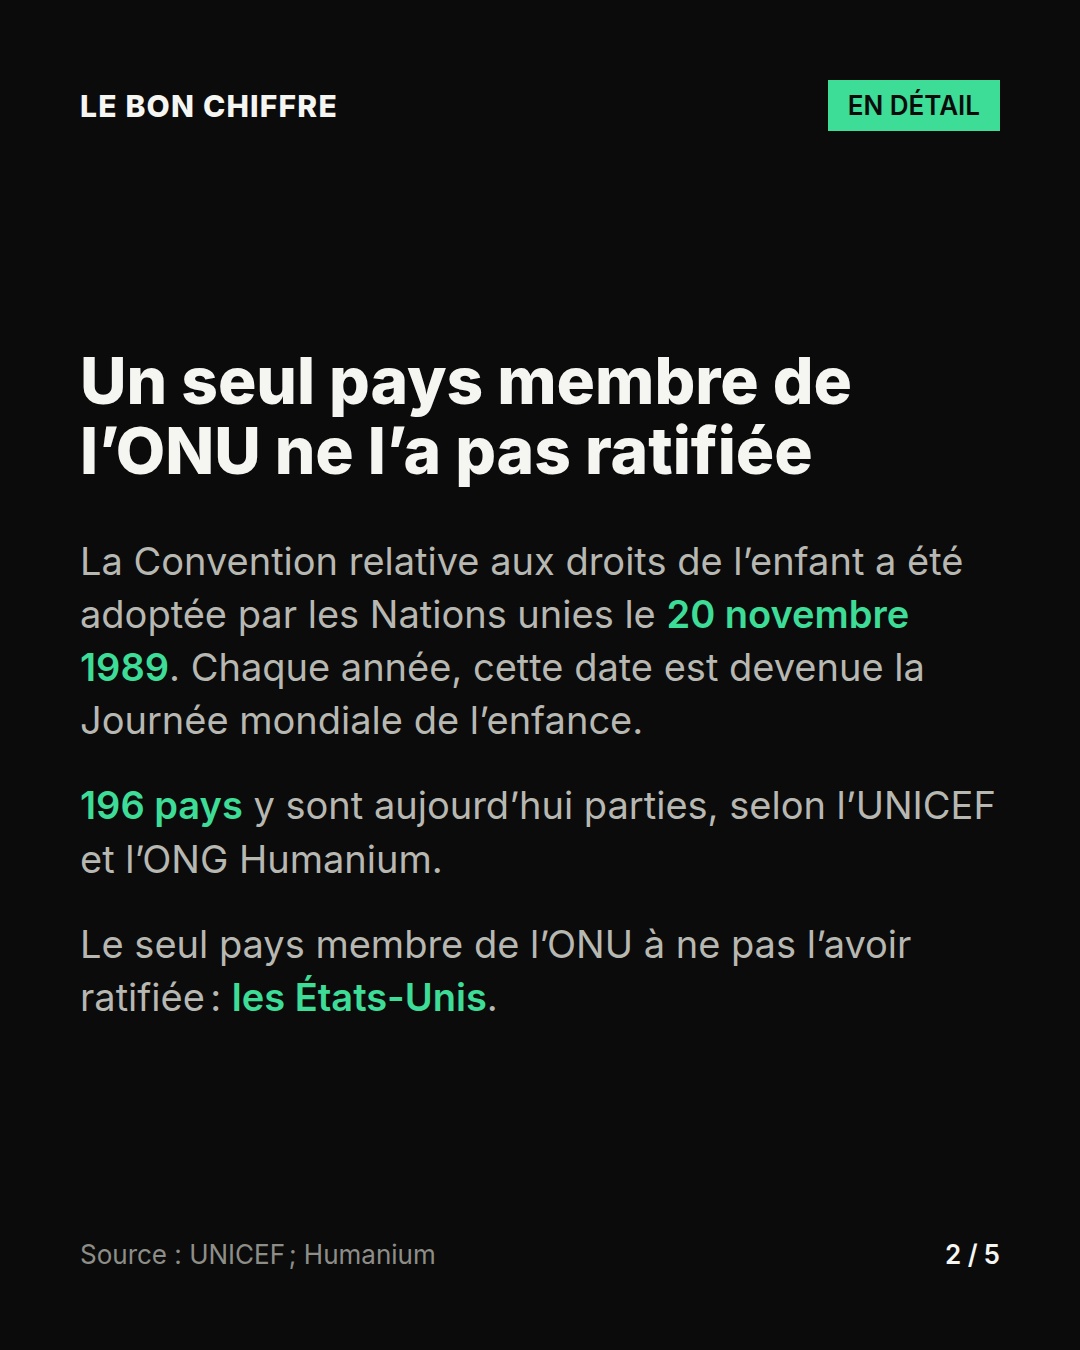 LE BON CHIFFRE
EN DÉTAIL
Un seul pays membre de
l’ONU ne l’a pas ratifiée
La Convention relative aux droits de l’enfant a été
adoptée par les Nations unies le 20 novembre
1989. Chaque année, cette date est devenue la
Journée mondiale de l’enfance.
196 pays y sont aujourd’hui parties, selon l’UNICEF
et l’ONG Humanium.
Le seul pays membre de l’ONU à ne pas l’avoir
ratifiée : les États-Unis.
Source : UNICEF ; Humanium
2 / 5